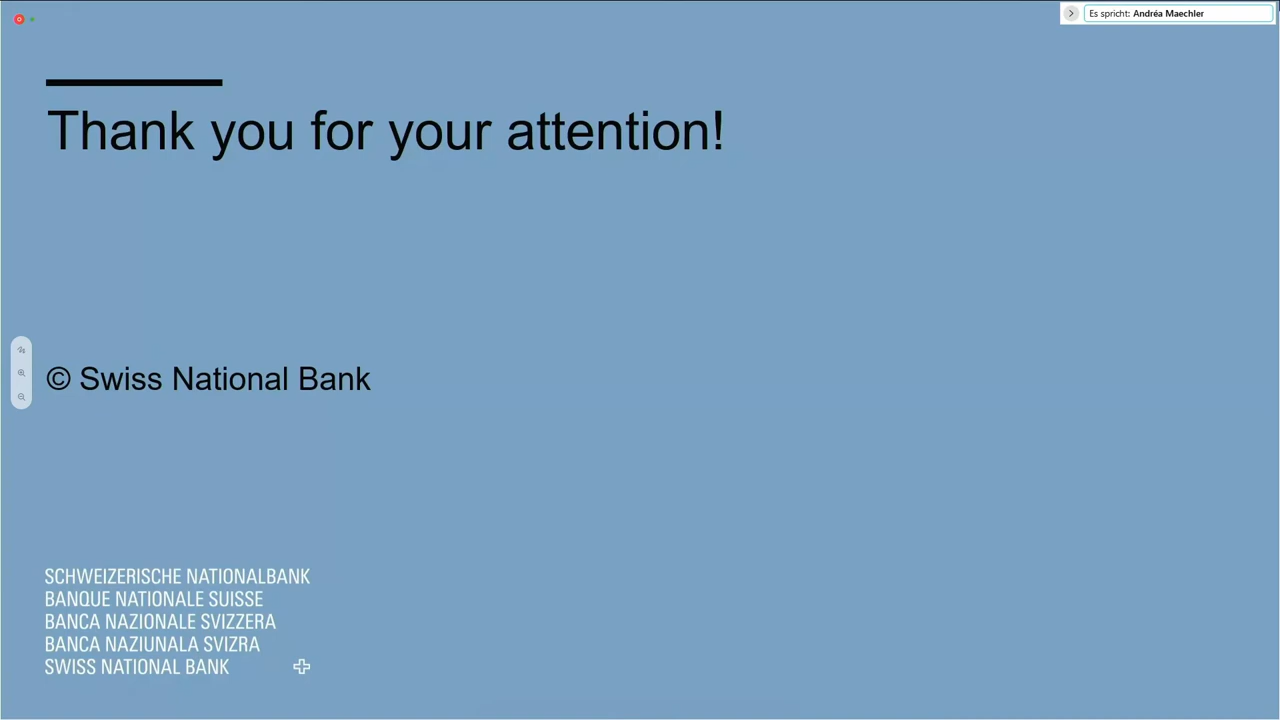 Es spricht: Andréa Maechler
Thank you for your attention!
© Swiss National Bank
SCHWEIZERISCHE NATIONALBANK
BANQUE NATIONALE SUISSE
BANCA NAZIONALE SVIZZERA
BANCA NAZIUNALA SVIZRA
SWISS NATIONAL BANK